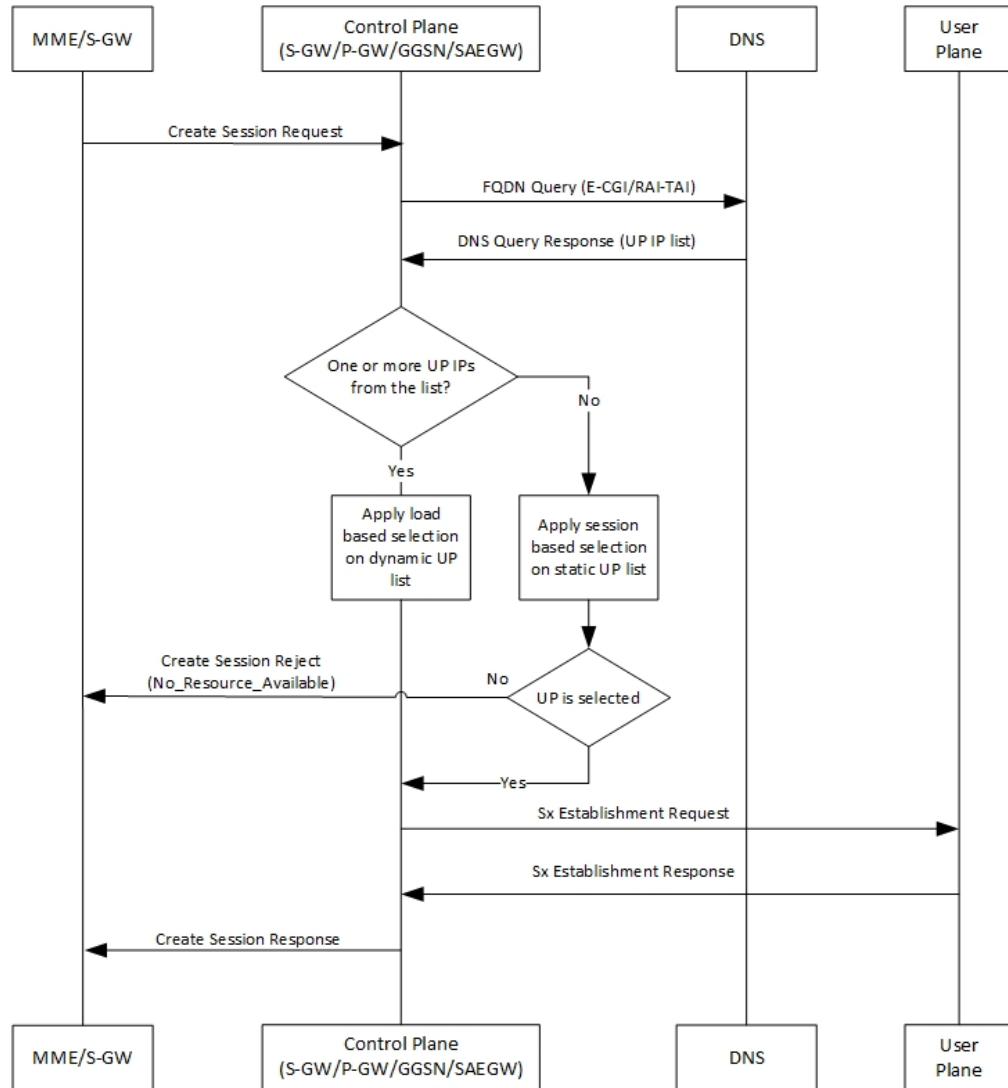 MME/S-GW
Control Plane
(S-GW/P-GW/GGSN/SAEGW)
DNS
User
Plane
Create Session Request
FQDN Query (E-CGI/RAI-TAI)
DNS Query Response (UP IP list)
One or more UP IPs
from the list?
No
Yes
Apply load
based selection
on dynamic UP
list
Apply session
based selection
on static UP list
Create Session Reject
(No_Resource_Available)
No
UP is selected
Yes
Sx Establishment Request
Sx Establishment Response
Create Session Response
MME/S-GW
Control Plane
(S-GW/P-GW/GGSN/SAEGW)
DNS
User
Plane